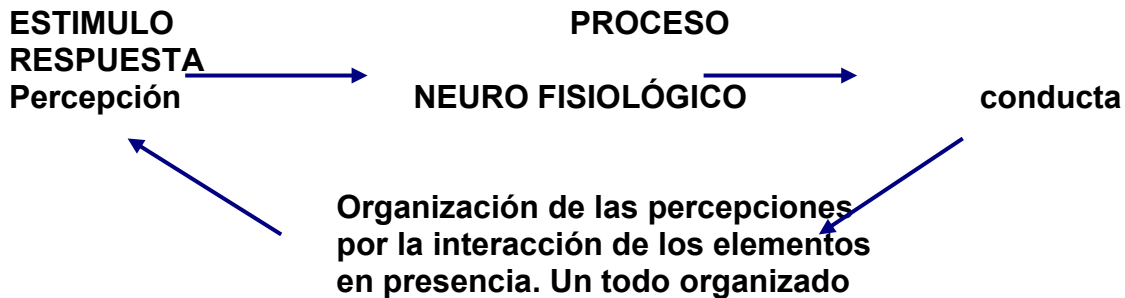 ESTIMULO PROCESO
RESPUESTA
Percepción NEURO FISIOLÓGICO conducta
Organización de las percepciones
por la interacción de los elementos
en presencia. Un todo organizado